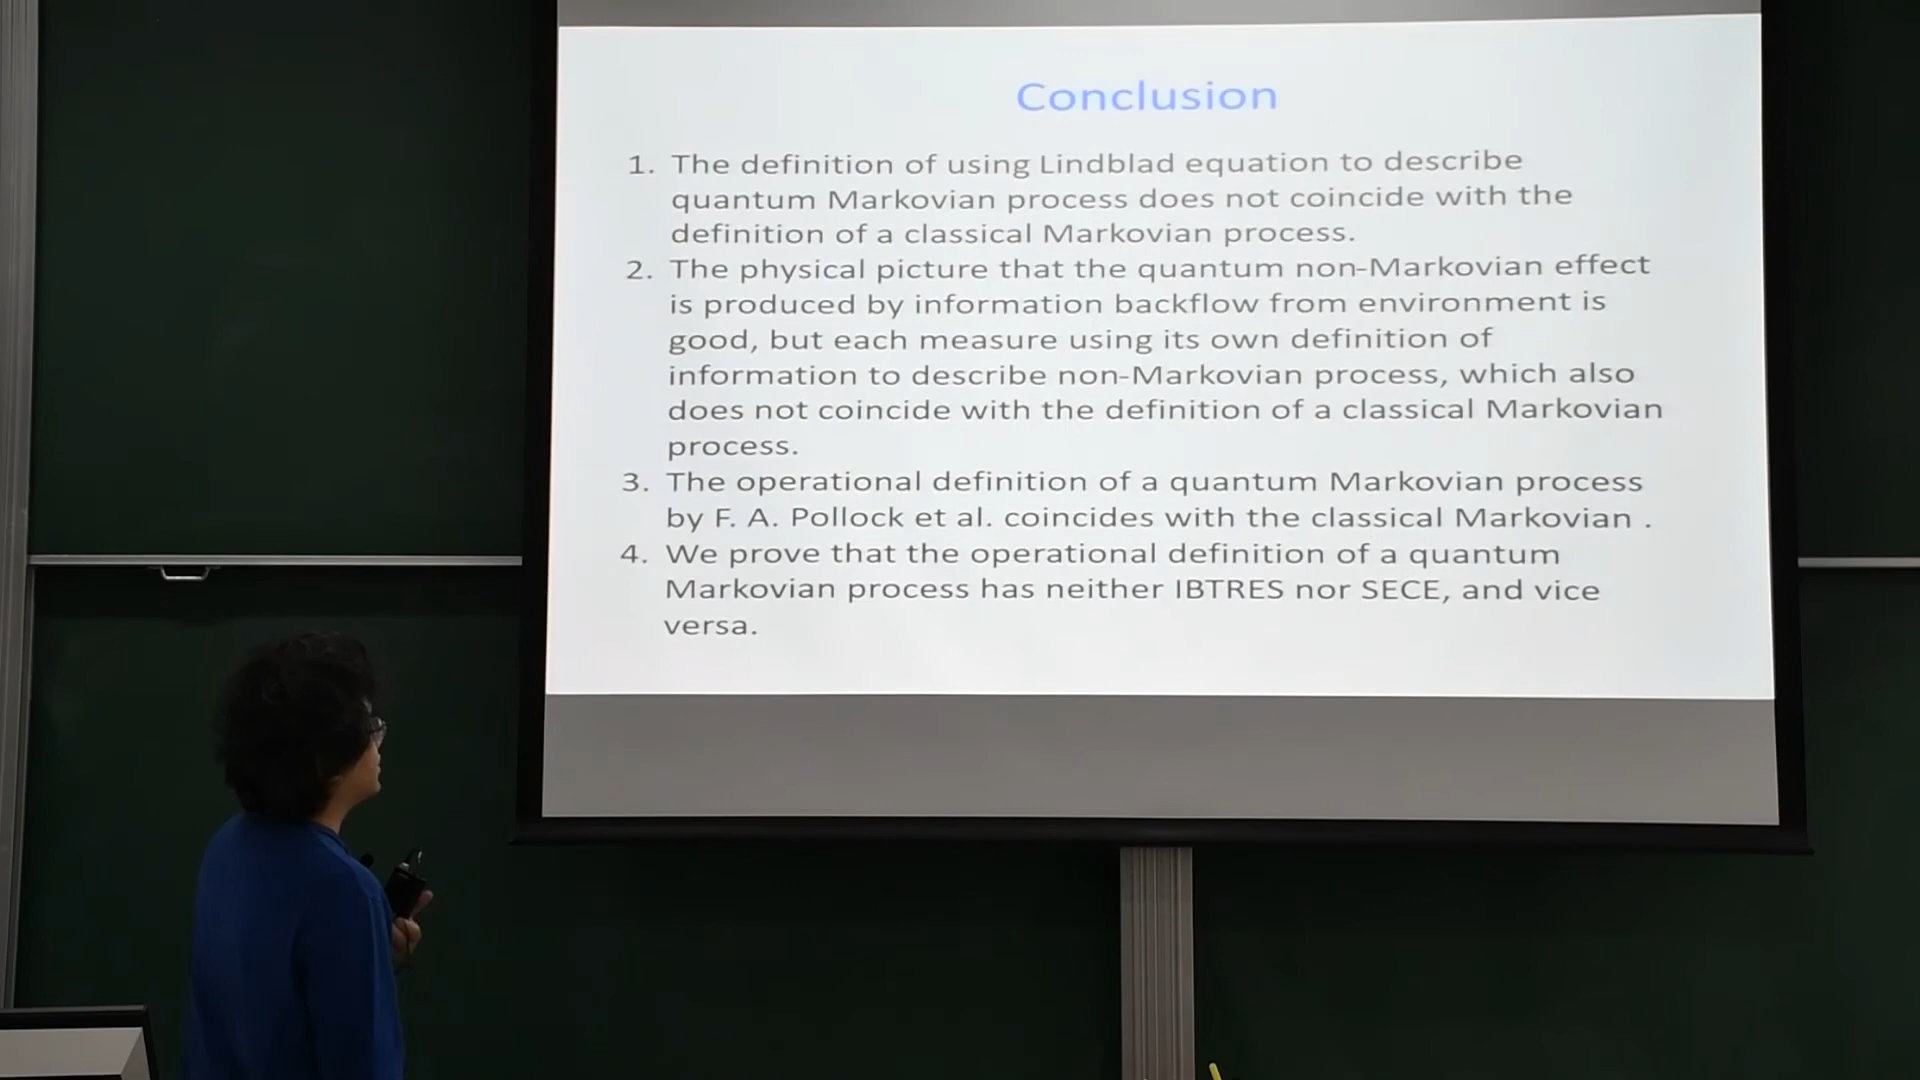 Conclusion
1. The definition of using Lindblad equation to describe
quantum Markovian process does not coincide with the
definition of a classical Markovian process.
2. The physical picture that the quantum non-Markovian effect
is produced by information backflow from environment is
good, but each measure using its own definition of
information to describe non-Markovian process, which also
does not coincide with the definition of a classical Markovian
process.
3. The operational definition of a quantum Markovian process
by F. A. Pollock et al. coincides with the classical Markovian .
4. We prove that the operational definition of a quantum
Markovian process has neither IBTRES nor SECE, and vice
versa.